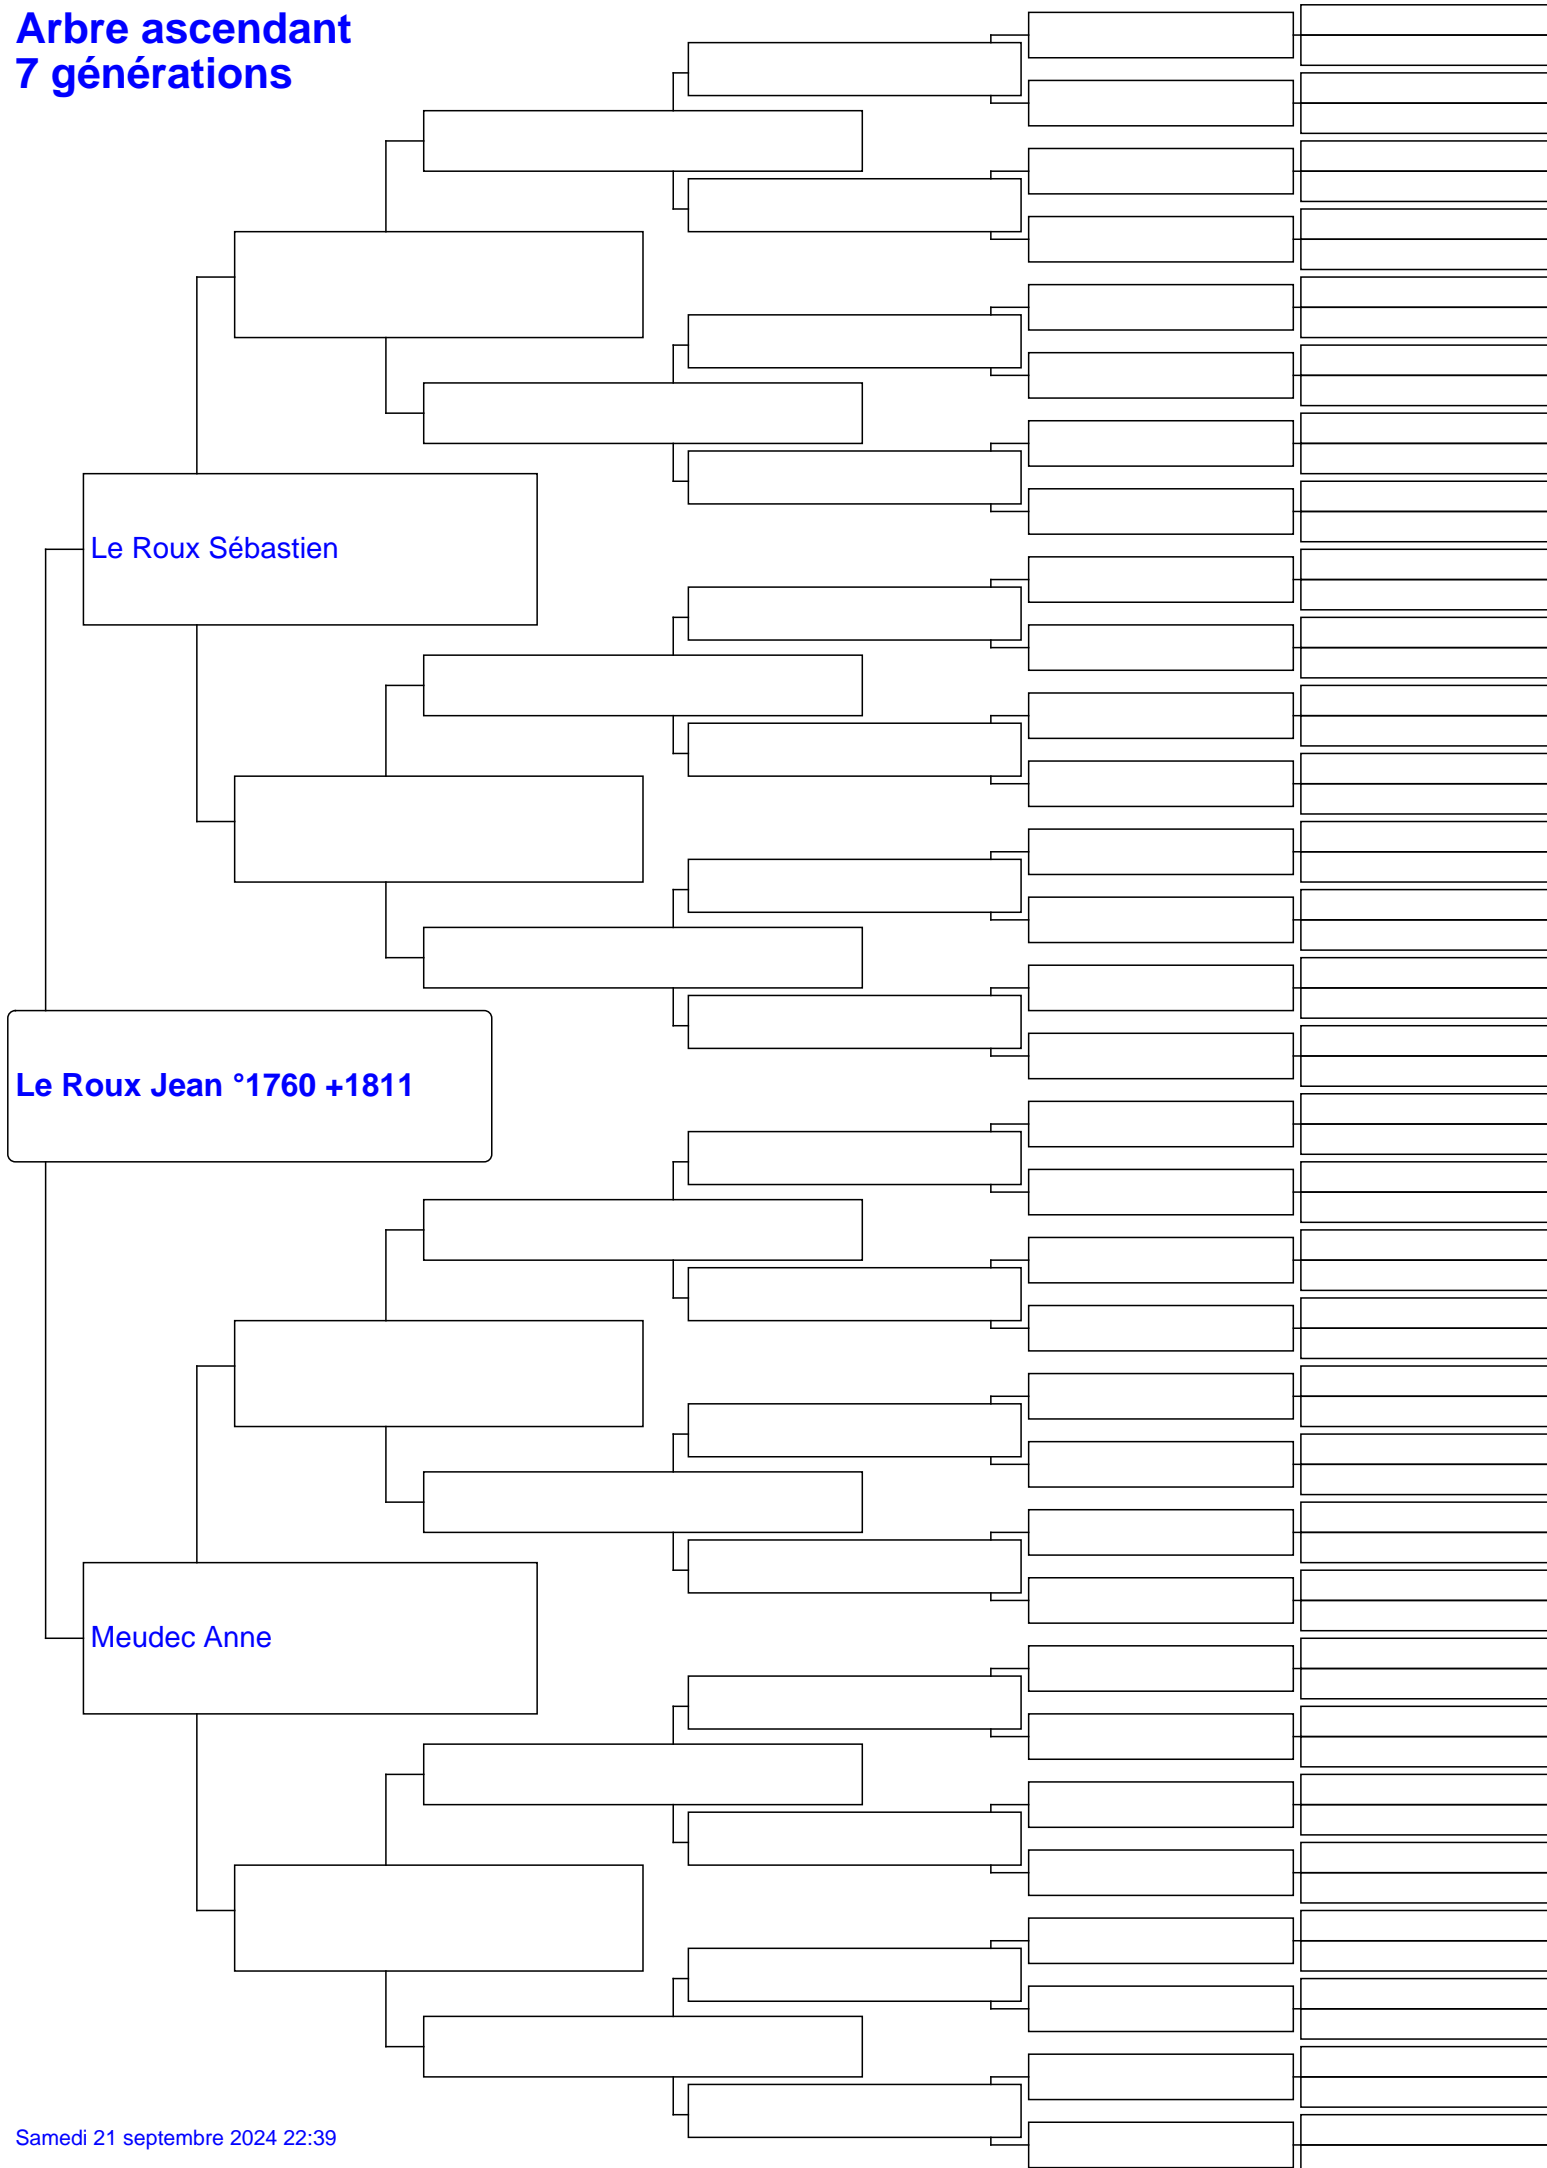 Arbre ascendant
7 générations
Le Roux Sébastien
Le Roux Jean °1760 +1811
Meudec Anne
Samedi 21 septembre 2024 22:39